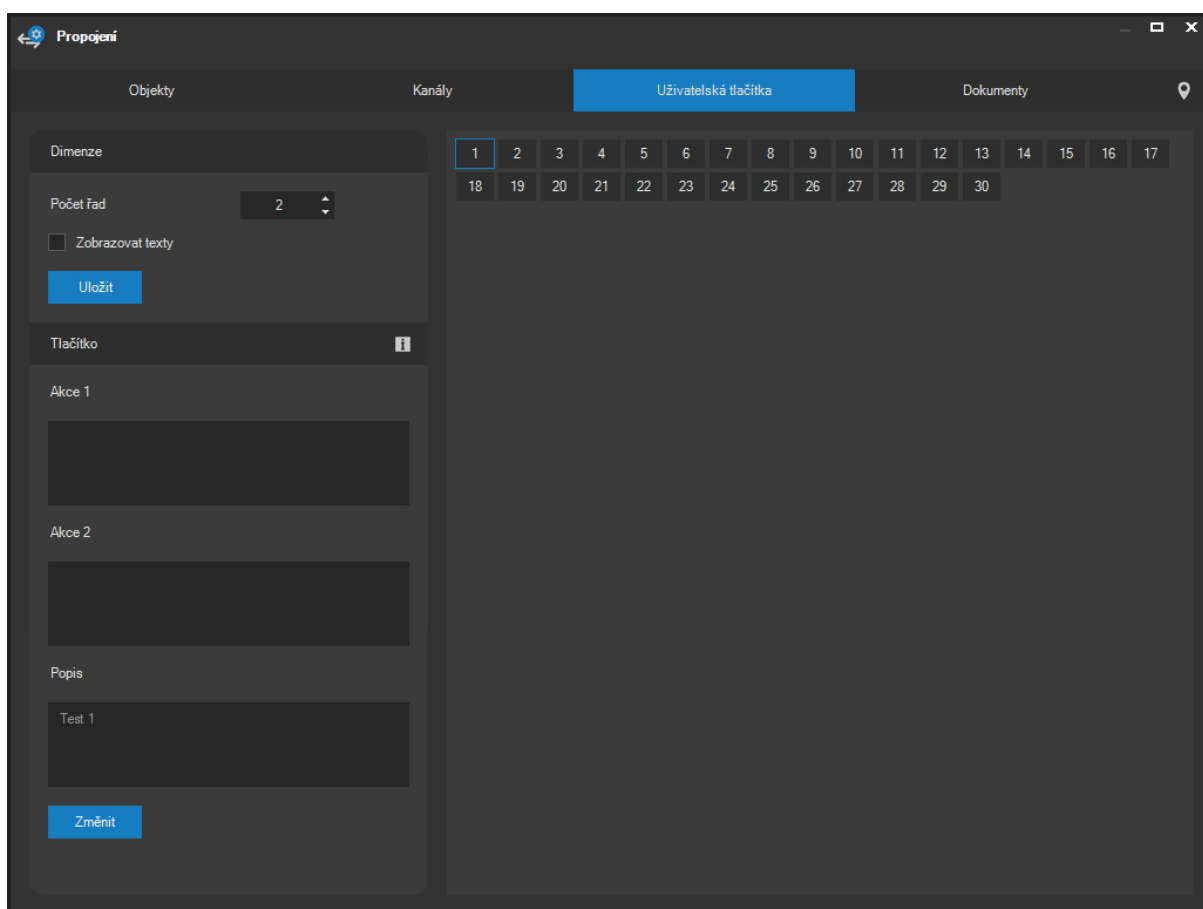 Propojení
Objekty Kanály Uživatelská tlačítka Dokumenty
Dimenze
Počet řad 2
Zobrazovat texty
Uložit
Tlačítko
Akce 1
Akce 2
Popis
Test 1
Změnit
1 2 3 4 5 6 7 8 9 10 11 12 13 14 15 16 17
18 19 20 21 22 23 24 25 26 27 28 29 30